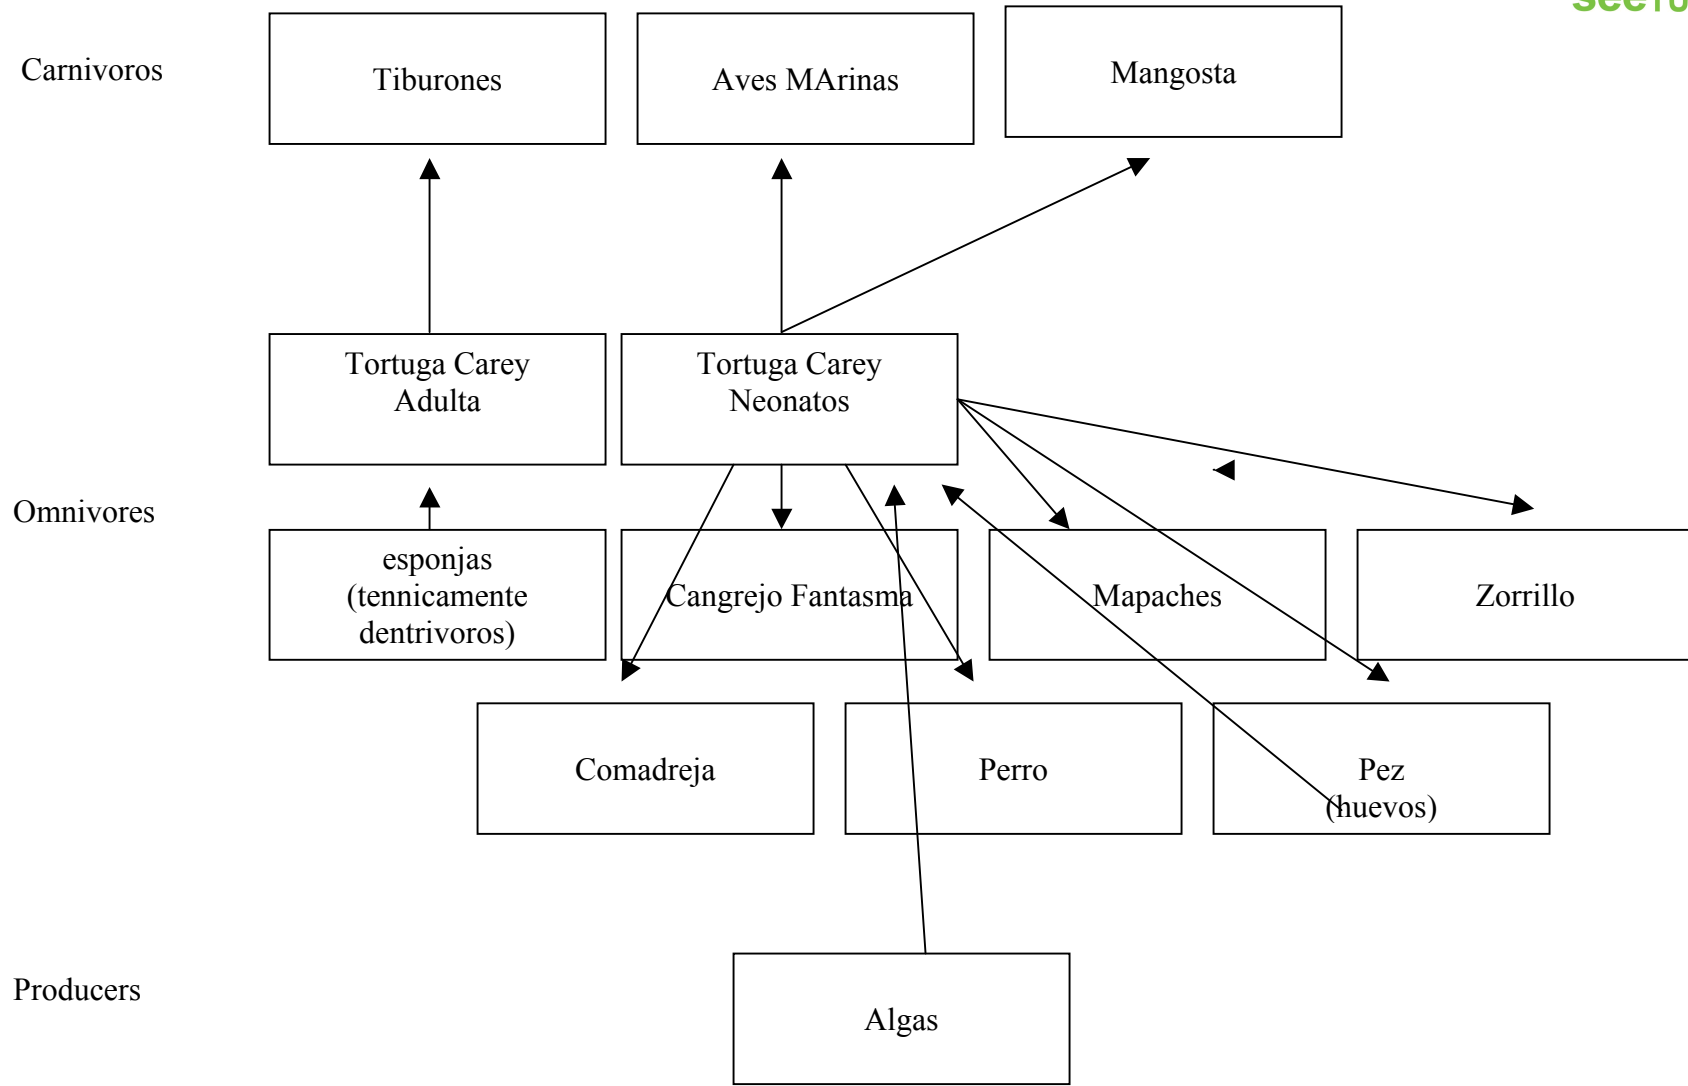 Carnivoros
Tiburones
Aves MArinas
Mangosta
Tortuga Carey
Adulta
Tortuga Carey
Neonatos
Omnivores
esponjas
(tennicamente
dentrivoros)
Cangrejo Fantasma
Mapaches
Zorrillo
Comadreja
Perro
Pez
(huevos)
Producers
Algas